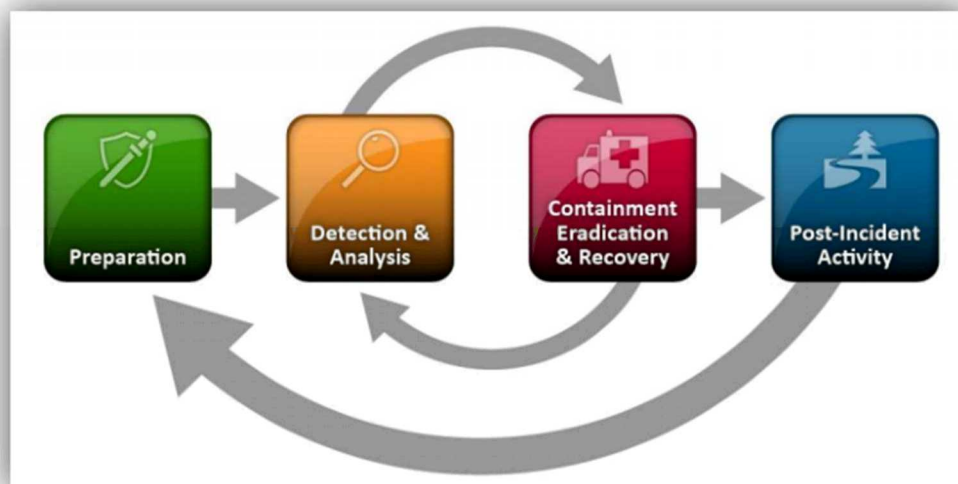 Preparation
Detection &
Analysis
Containment
Eradication
& Recovery
Post-Incident
Activity